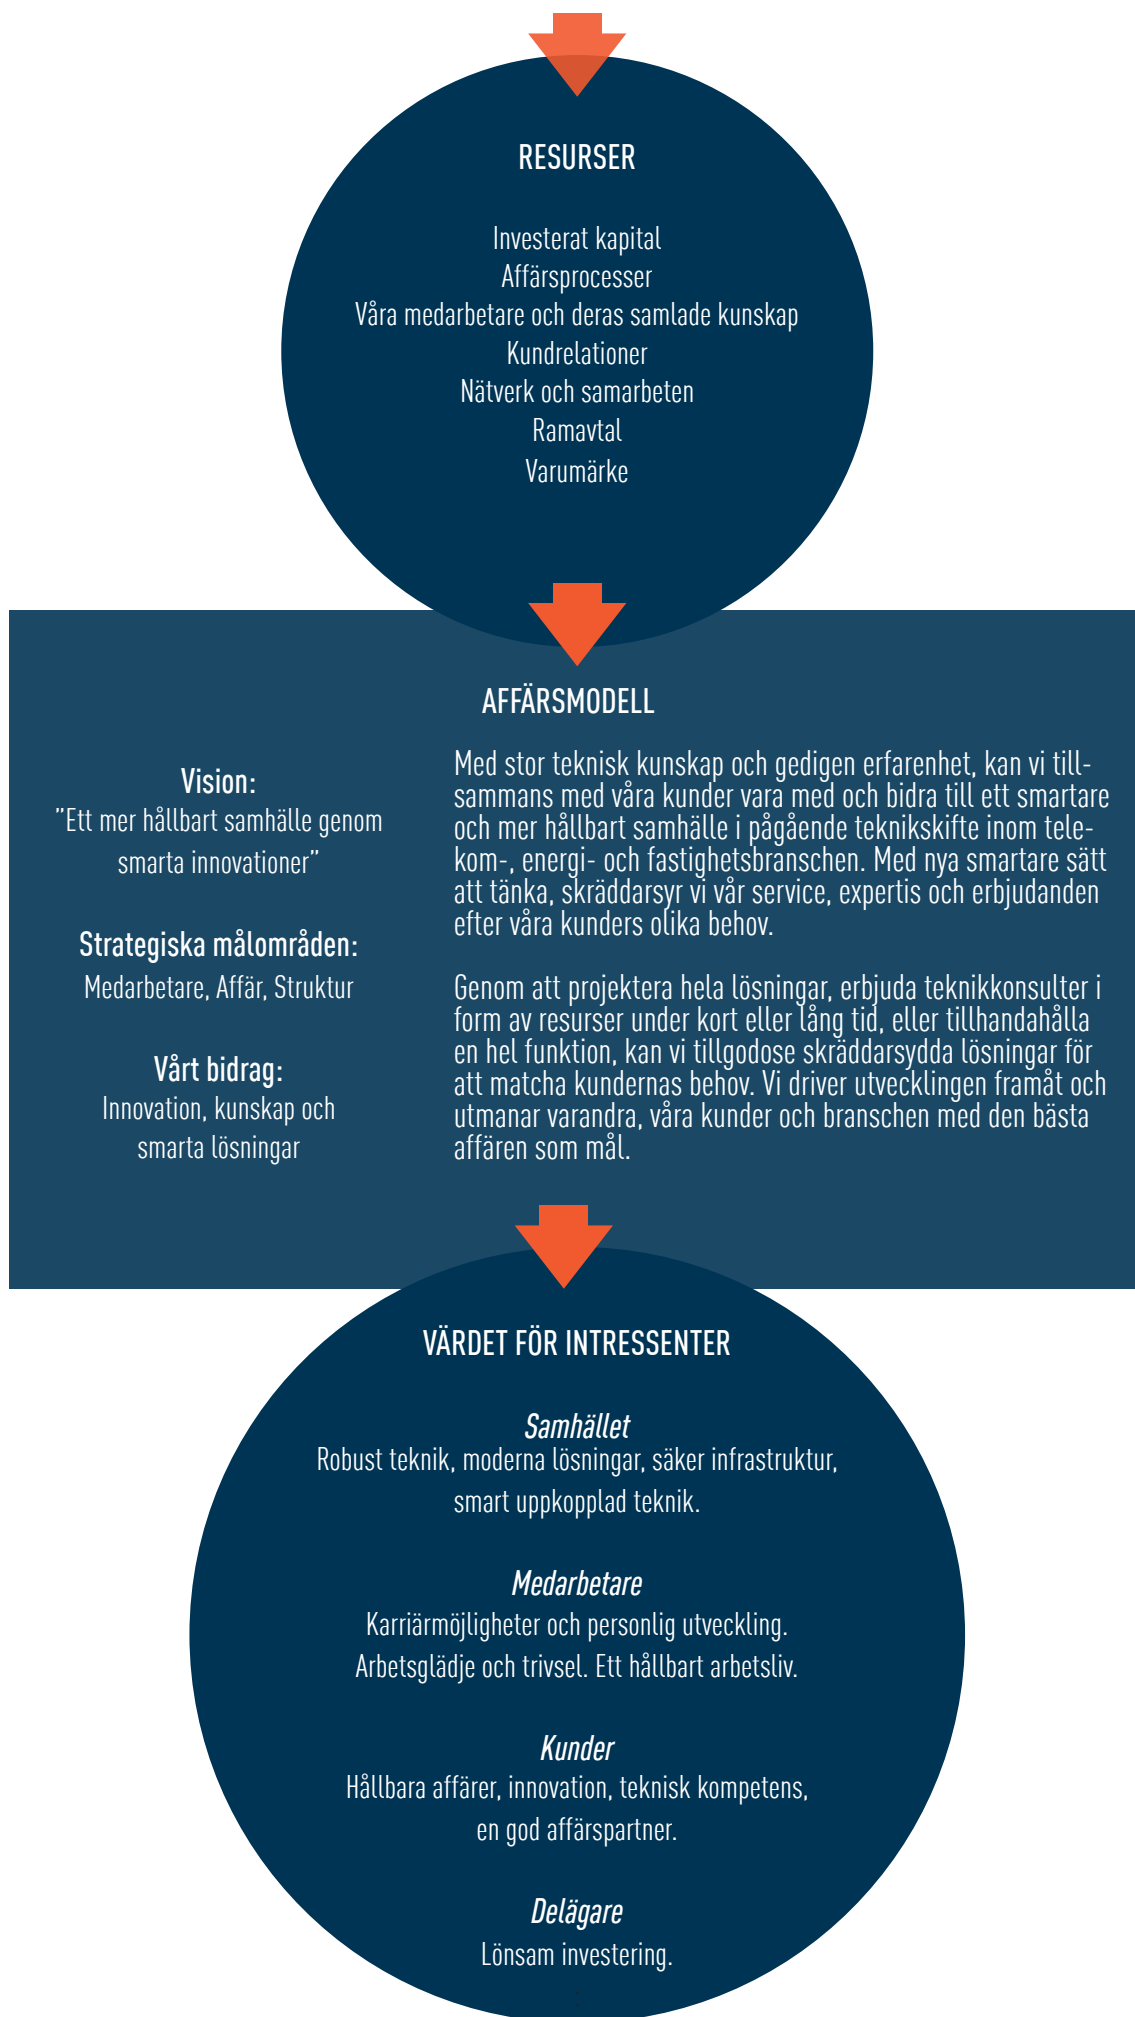 RESURSER
Investerat kapital
Affärsprocesser
Våra medarbetare och deras samlade kunskap
Kundrelationer
Nätverk och samarbeten
Ramavtal
Varumärke
AFFÄRSMODELL
Vision:
”Ett mer hållbart samhälle genom
smarta innovationer”
Strategiska målområden:
Medarbetare, Affär, Struktur
Vårt bidrag:
Innovation, kunskap och
smarta lösningar
Med stor teknisk kunskap och gedigen erfarenhet, kan vi till-
sammans med våra kunder vara med och bidra till ett smartare
och mer hållbart samhälle i pågående teknikskifte inom tele-
kom-, energi- och fastighetsbranschen. Med nya smartare sätt
att tänka, skräddarsyr vi vår service, expertis och erbjudanden
efter våra kunders olika behov.
Genom att projektera hela lösningar, erbjuda teknikkonsulter i
form av resurser under kort eller lång tid, eller tillhandahålla
en hel funktion, kan vi tillgodose skräddarsydda lösningar för
att matcha kundernas behov. Vi driver utvecklingen framåt och
utmanar varandra, våra kunder och branschen med den bästa
affären som mål.
VÄRDET FÖR INTRESSENTER
Samhället
Robust teknik, moderna lösningar, säker infrastruktur,
smart uppkopplad teknik.
Medarbetare
Karriärmöjligheter och personlig utveckling.
Arbetsglädje och trivsel. Ett hållbart arbetsliv.
Kunder
Hållbara affärer, innovation, teknisk kompetens,
en god affärspartner.
Delägare
Lönsam investering.